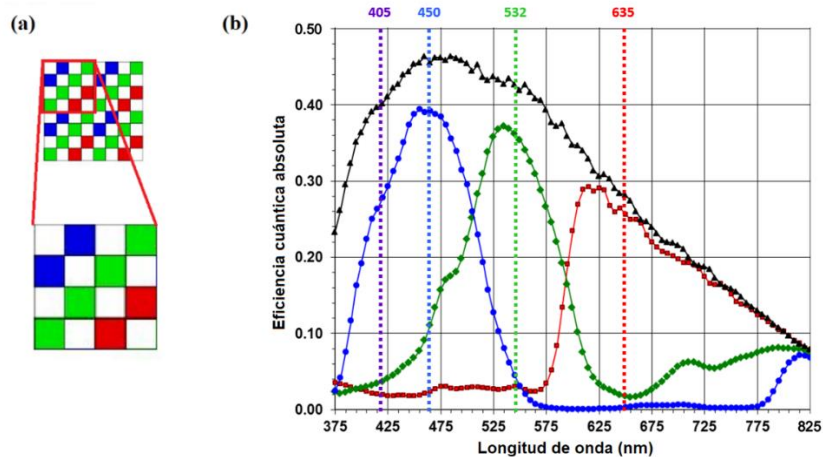 (a)
(b)
405 450 532 635
Eficiencia cuántica absoluta
0.50
0.40
0.30
0.20
0.10
0.00
375 425 475 525 575 625 675 725 775 825
Longitud de onda (nm)